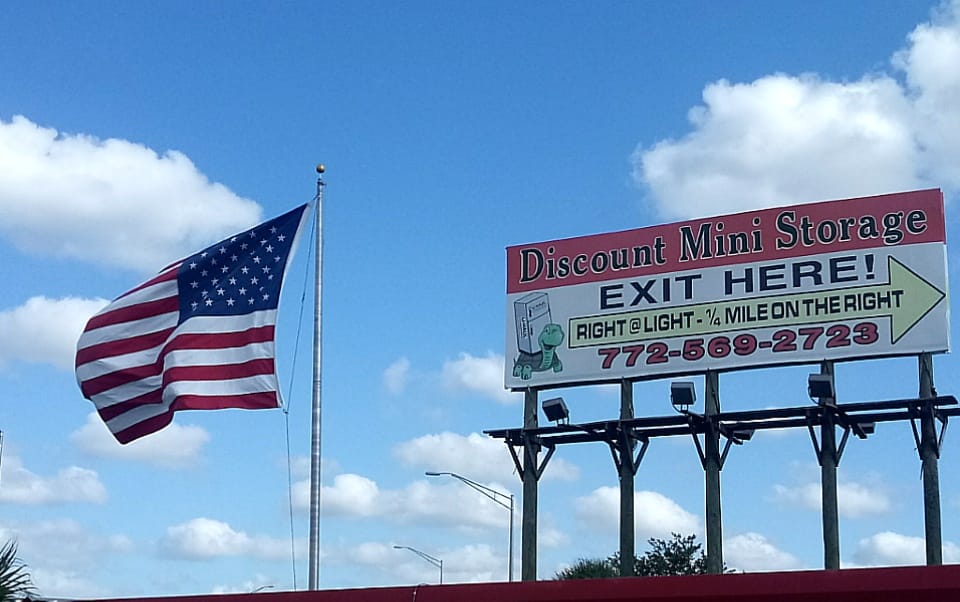 Discount Mini Storage
EXIT HERE!
RIGHT @ LIGHT - 1/4 MILE ON THE RIGHT
772-569-2723